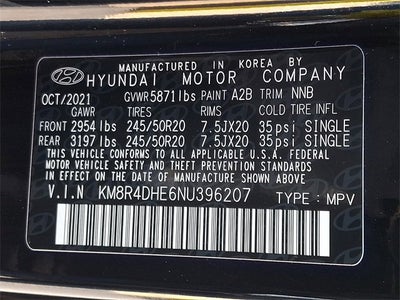 MANUFACTURED IN KOREA BY
HYUNDAI MOTOR COMPANY
OCT/2021 GVWR 5871lbs PAINT A2B TRIM NNB
GAWR TIRES RIMS COLD TIRE INFL
FRONT 2954 lbs 245/50R20 7.5JX20 35psi SINGLE
REAR 3197 lbs 245/50R20 7.5JX20 35psi SINGLE
THIS VEHICLE CONFORMS TO ALL APPLICABLE U.S.A. FEDERAL
MOTOR VEHICLE SAFETY AND THEFT PREVENTION STANDARDS
IN EFFECT ON THE DATE OF MANUFACTURE SHOWN ABOVE
V.I.N KM8R4DHE6NU396207 TYPE : MPV